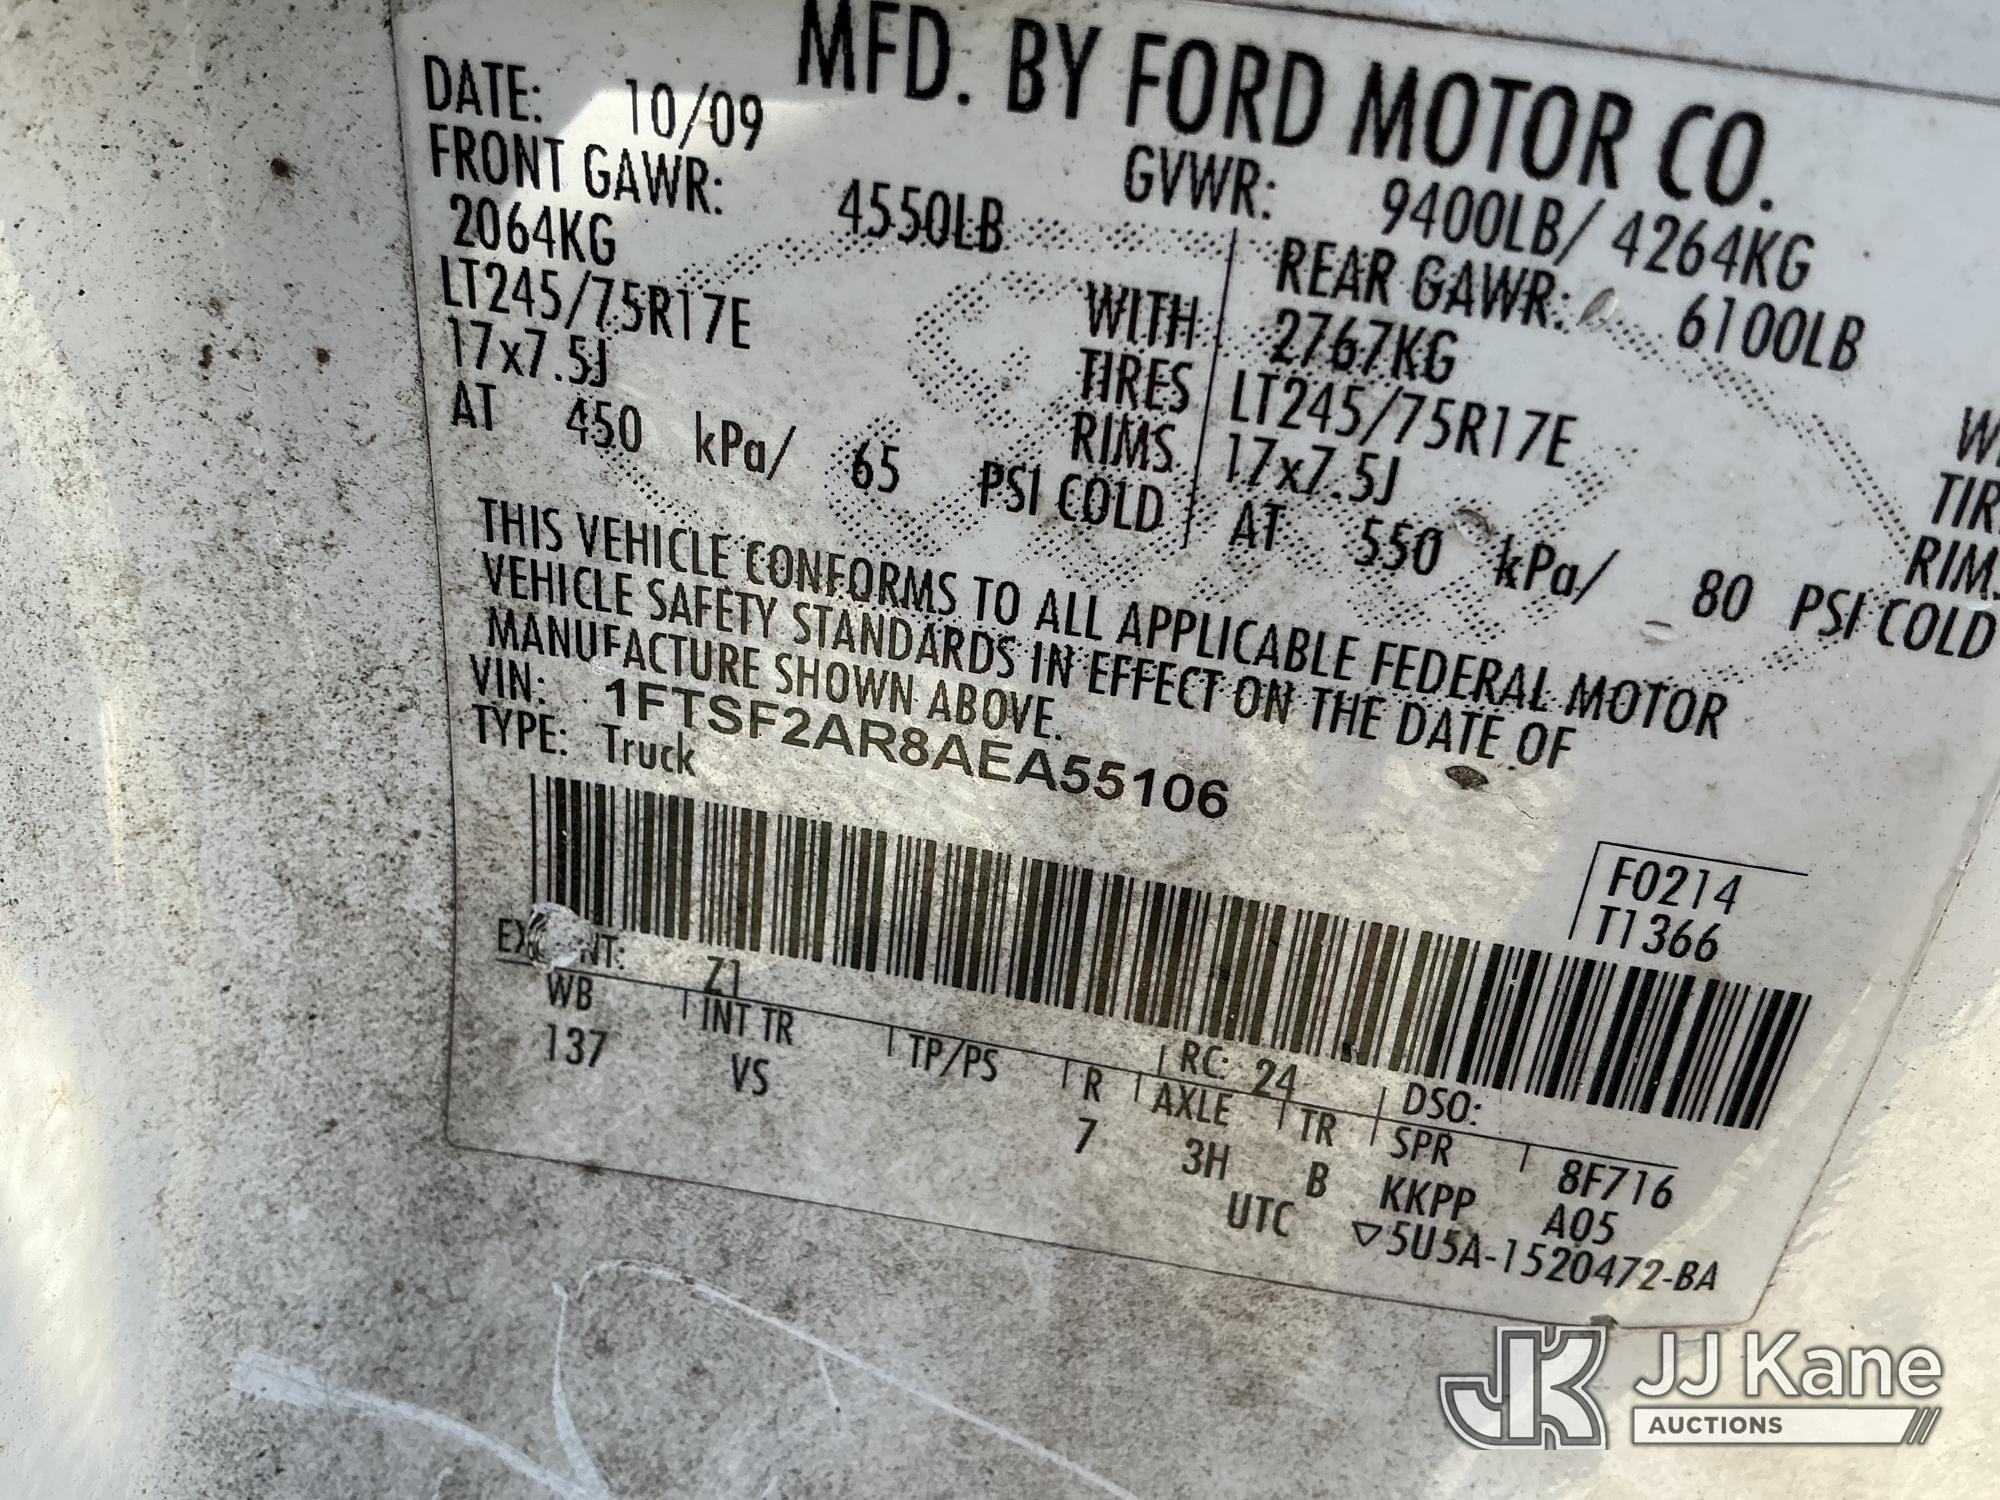 MFD. BY FORD MOTOR CO.
DATE: 10/09 GVWR: 9400LB/ 4264KG
FRONT GAWR: 4550LB REAR GAWR: 6100LB
2064KG WITH 2767KG
LT245/75R17E TIRES LT245/75R17E
17x7.5J RIMS 17x7.5J
AT 450 kPa/ 65 PSI COLD AT 550 kPa/ 80 PSI COLD
THIS VEHICLE CONFORMS TO ALL APPLICABLE FEDERAL MOTOR
VEHICLE SAFETY STANDARDS IN EFFECT ON THE DATE OF
MANUFACTURE SHOWN ABOVE.
VIN: 1FTSF2AR8AEA55106
TYPE: Truck
F0214
T1366
Z1 RC: 24 DSO:
WB INT TR TP/PS R AXLE TR SPR 8F716
137 VS 7 3H B KKPP A05
UTC ▽5U5A-1520472-BA
JK JJ Kane
AUCTIONS